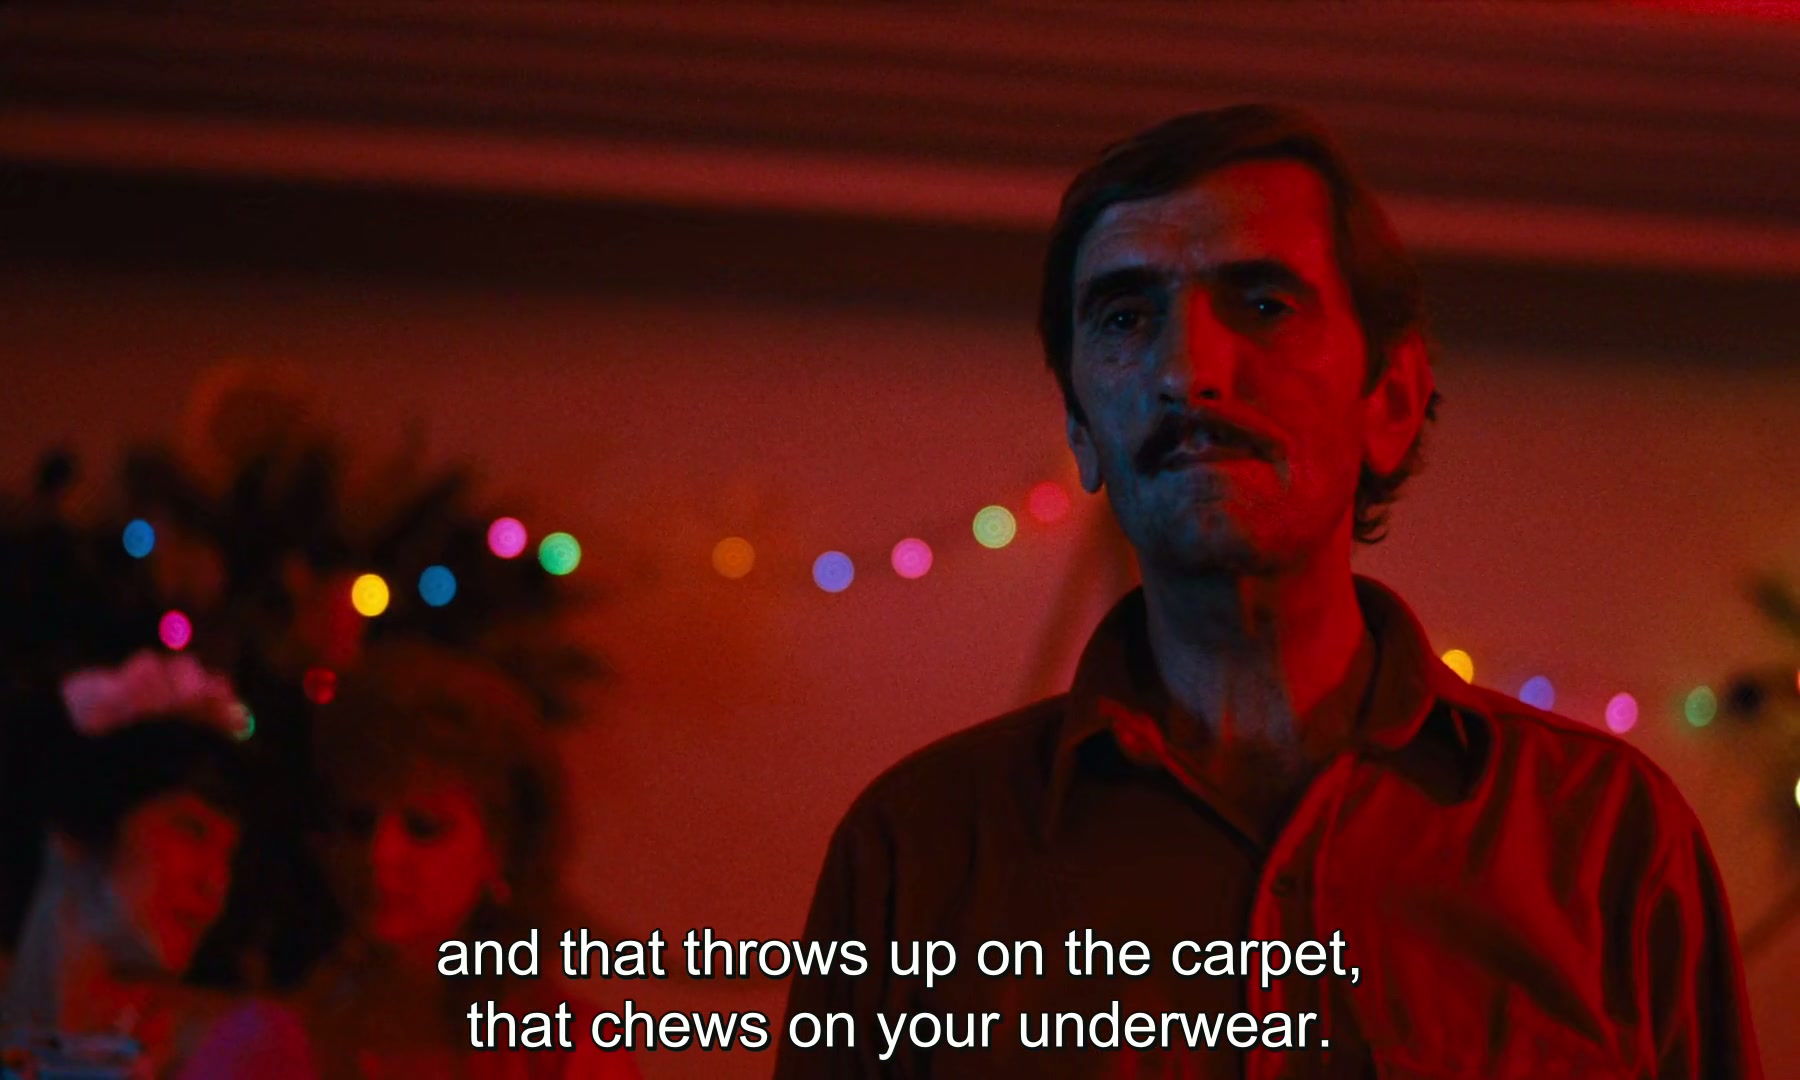 and that throws up on the carpet,
that chews on your underwear.